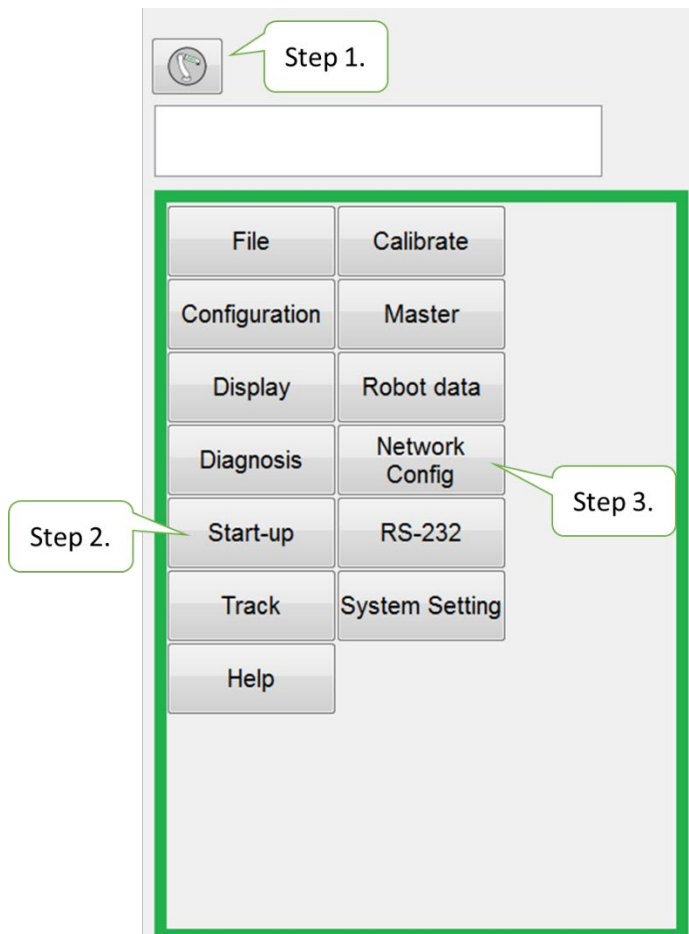 Step 1.
File
Calibrate
Configuration
Master
Display
Robot data
Diagnosis
Network
Config
Step 3.
Step 2.
Start-up
RS-232
Track
System Setting
Help